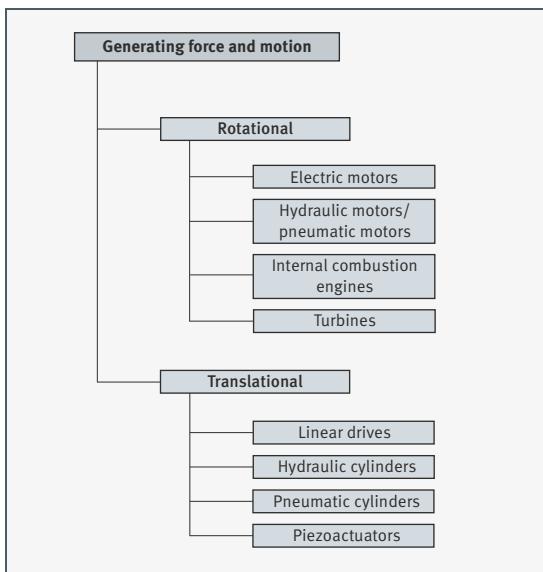 Generating force and motion
Rotational
Electric motors
Hydraulic motors/
pneumatic motors
Internal combustion
engines
Turbines
Translational
Linear drives
Hydraulic cylinders
Pneumatic cylinders
Piezoactuators